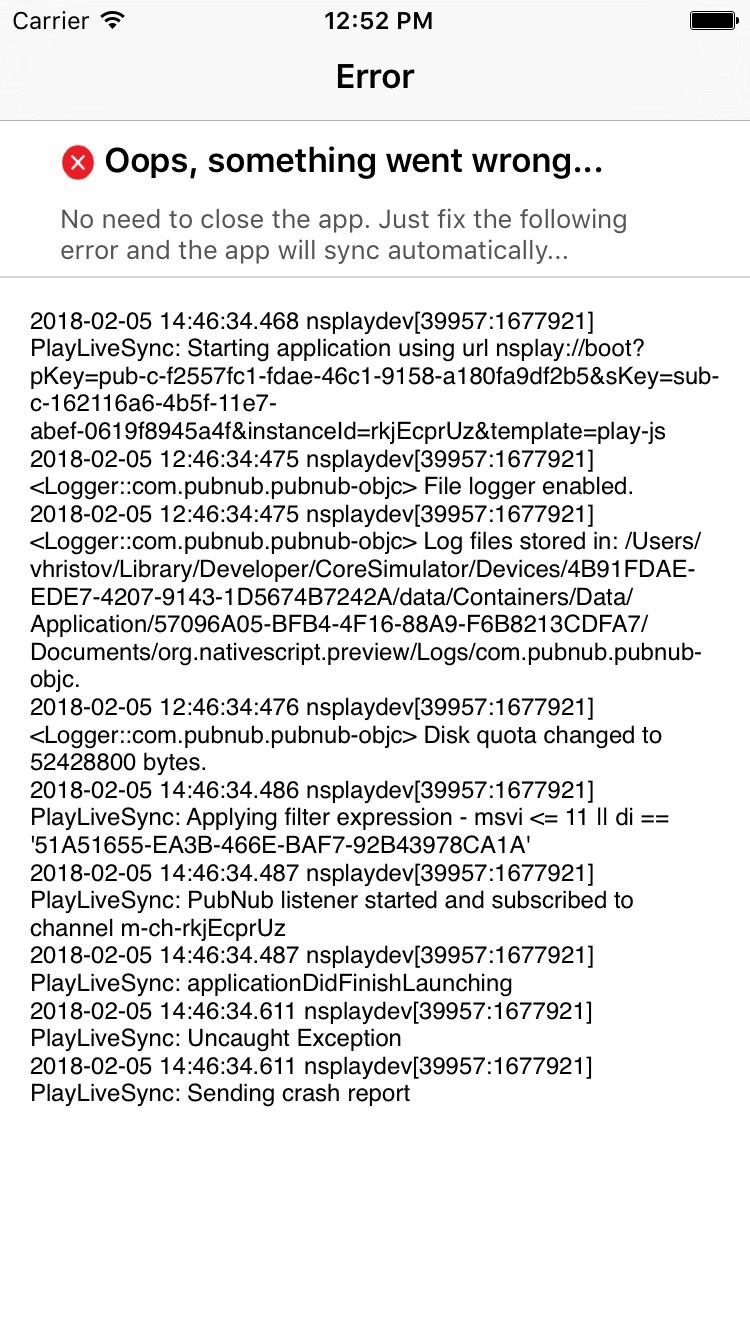 Carrier
12:52 PM
Error
Oops, something went wrong...
No need to close the app. Just fix the following
error and the app will sync automatically...
2018-02-05 14:46:34.468 nsplaydev[39957:1677921]
PlayLiveSync: Starting application using url nsplay://boot?
pKey=pub-c-f2557fc1-fdae-46c1-9158-a180fa9df2b5&sKey=sub-
c-162116a6-4b5f-11e7-
abef-0619f8945a4f&instanceId=rkjEcprUz&template=play-js
2018-02-05 12:46:34:475 nsplaydev[39957:1677921]
<Logger::com.pubnub.pubnub-objc> File logger enabled.
2018-02-05 12:46:34:475 nsplaydev[39957:1677921]
<Logger::com.pubnub.pubnub-objc> Log files stored in: /Users/
vhristov/Library/Developer/CoreSimulator/Devices/4B91FDAE-
EDE7-4207-9143-1D5674B7242A/data/Containers/Data/
Application/57096A05-BFB4-4F16-88A9-F6B8213CDFA7/
Documents/org.nativescript.preview/Logs/com.pubnub.pubnub-
objc.
2018-02-05 12:46:34:476 nsplaydev[39957:1677921]
<Logger::com.pubnub.pubnub-objc> Disk quota changed to
52428800 bytes.
2018-02-05 14:46:34.486 nsplaydev[39957:1677921]
PlayLiveSync: Applying filter expression - msvi <= 11 || di ==
'51A51655-EA3B-466E-BAF7-92B43978CA1A'
2018-02-05 14:46:34.487 nsplaydev[39957:1677921]
PlayLiveSync: PubNub listener started and subscribed to
channel m-ch-rkjEcprUz
2018-02-05 14:46:34.487 nsplaydev[39957:1677921]
PlayLiveSync: applicationDidFinishLaunching
2018-02-05 14:46:34.611 nsplaydev[39957:1677921]
PlayLiveSync: Uncaught Exception
2018-02-05 14:46:34.611 nsplaydev[39957:1677921]
PlayLiveSync: Sending crash report